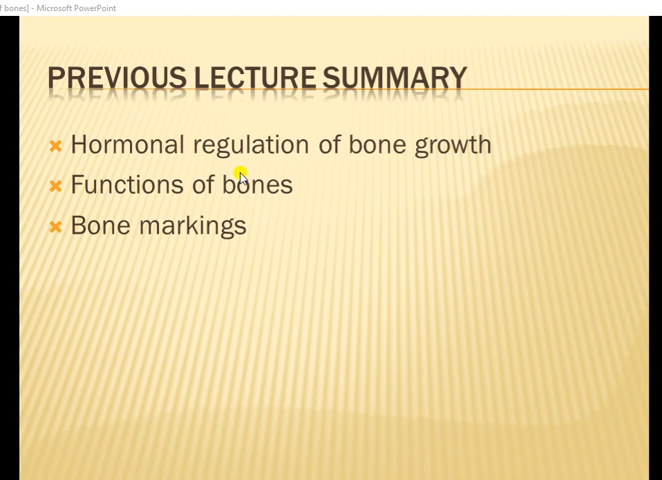 f bones] - Microsoft PowerPoint
PREVIOUS LECTURE SUMMARY
Hormonal regulation of bone growth
Functions of bones
Bone markings